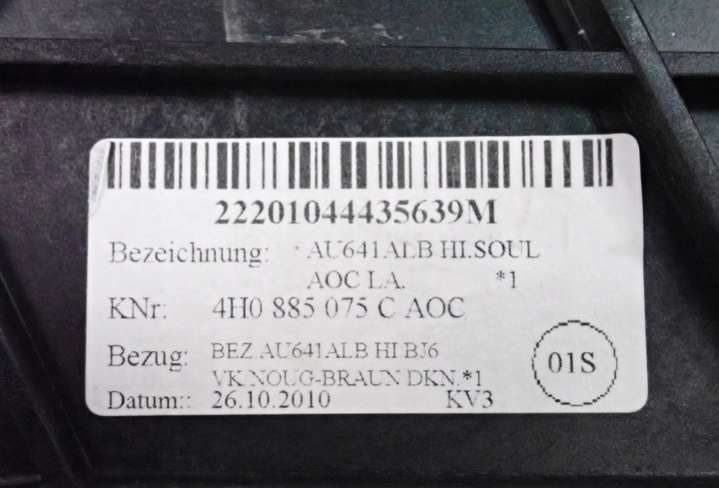 22201044435639M
Bezeichnung: AU641ALB HI.SOUL
AOC LA. *1
KNr: 4H0 885 075 C AOC
Bezug: BEZ.AU641ALB HI BJ6
VK.NOUG-BRAUN DKN.*1
01S
Datum:: 26.10.2010 KV3